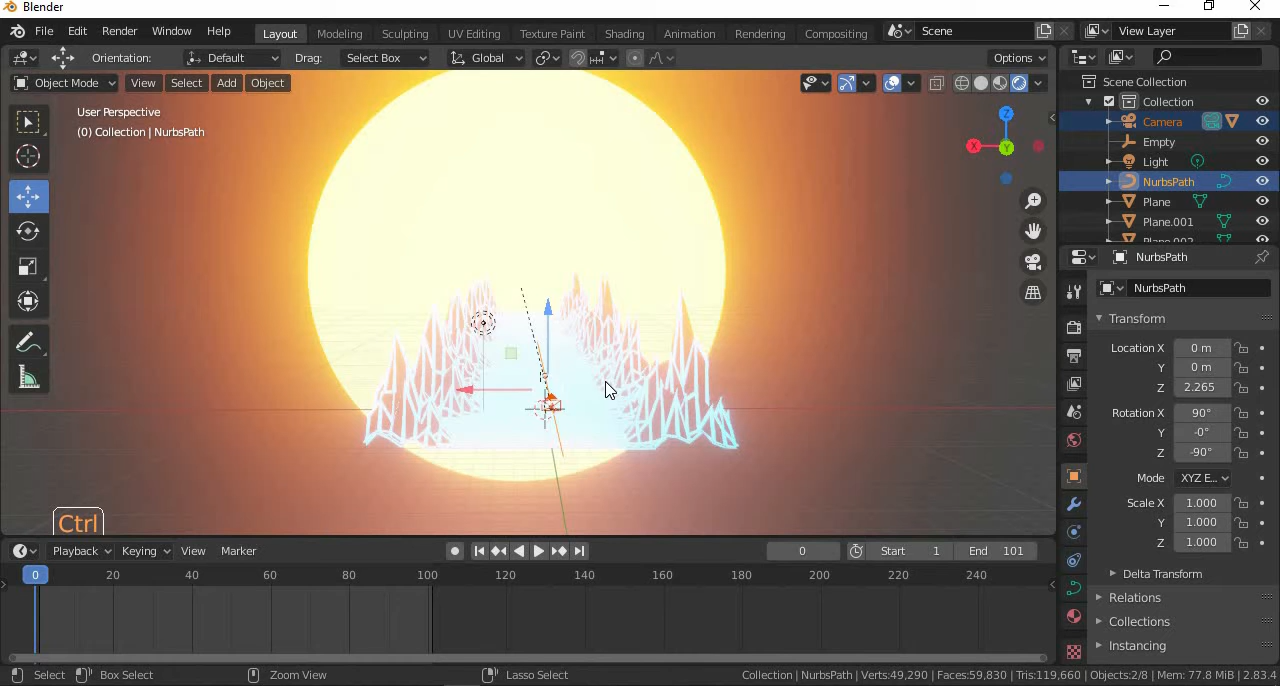 Blender
File Edit Render Window Help Layout Modeling Sculpting UV Editing Texture Paint Shading Animation Rendering Compositing Scene View Layer
Orientation: Default Drag: Select Box Global Options
Object Mode View Select Add Object
User Perspective
(0) Collection | NurbsPath
Z
X
Y
Ctrl
Scene Collection
Collection
Camera
Empty
Light
NurbsPath
Plane
Plane.001
Plane.002
NurbsPath
NurbsPath
Transform
Location X 0 m
Y 0 m
Z 2.265
Rotation X 90°
Y -0°
Z -90°
Mode XYZ E...
Scale X 1.000
Y 1.000
Z 1.000
Delta Transform
Relations
Collections
Instancing
Playback Keying View Marker 0 Start 1 End 101
0 20 40 60 80 100 120 140 160 180 200 220 240
Select Box Select Zoom View Lasso Select Collection | NurbsPath | Verts:49,290 | Faces:59,830 | Tris:119,660 | Objects:2/8 | Mem: 77.8 MiB | 2.83.4